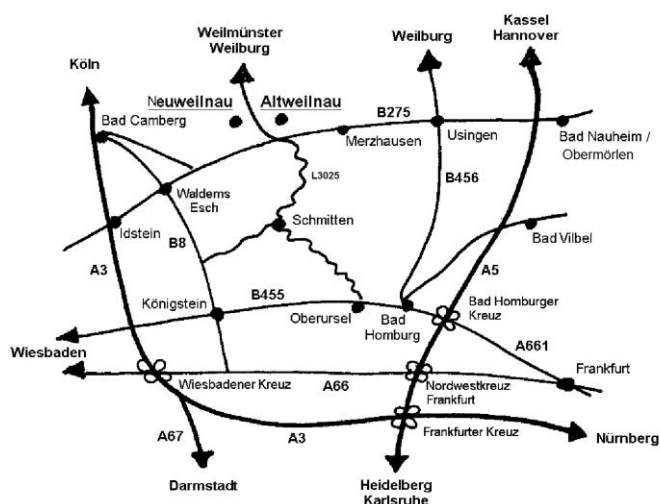 Kassel
Hannover
Weilmünster
Weilburg
Weilburg
Köln
Neuweilnau
Altweilnau
B275
Bad Camberg
Merzhausen
Usingen
Bad Nauheim /
Obermörlen
L3025
B456
Walderns
Esch
Schmitten
Idstein
B8
Bad Vilbel
A3
A5
Königstein
B455
Oberursel
Bad
Homburg
Bad Homburger
Kreuz
Wiesbaden
A661
Wiesbadener Kreuz
A66
Nordwestkreuz
Frankfurt
Frankfurt
A67
A3
Frankfurter Kreuz
Nürnberg
Darmstadt
Heidelberg
Karlsruhe